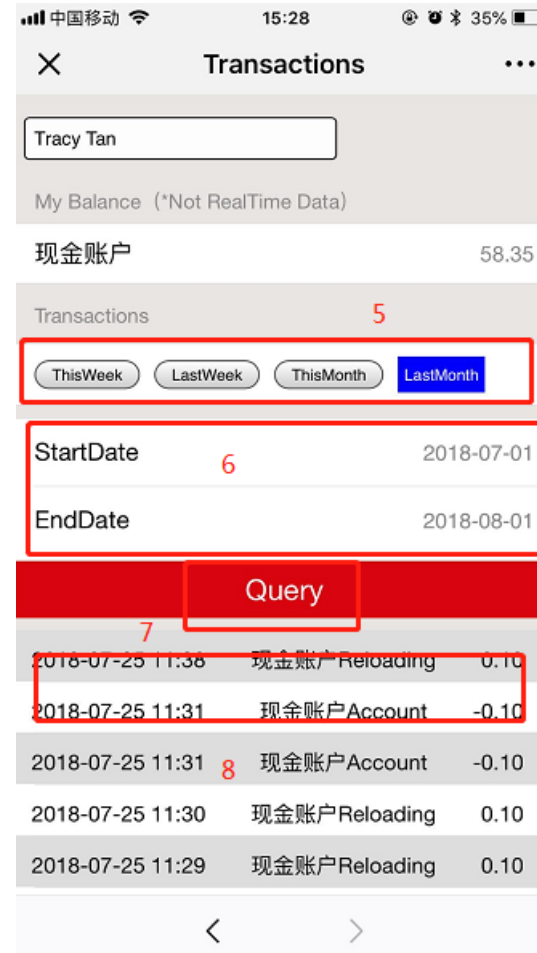 中国移动 15:28 35%
Transactions
Tracy Tan
My Balance（*Not RealTime Data)
现金账户 58.35
Transactions 5
ThisWeek LastWeek ThisMonth LastMonth
StartDate 2018-07-01
6
EndDate 2018-08-01
Query
7
2018-07-25 11:38 现金账户Reloading 0.10
2018-07-25 11:31 现金账户Account -0.10
2018-07-25 11:31 现金账户Account -0.10
8
2018-07-25 11:30 现金账户Reloading 0.10
2018-07-25 11:29 现金账户Reloading 0.10